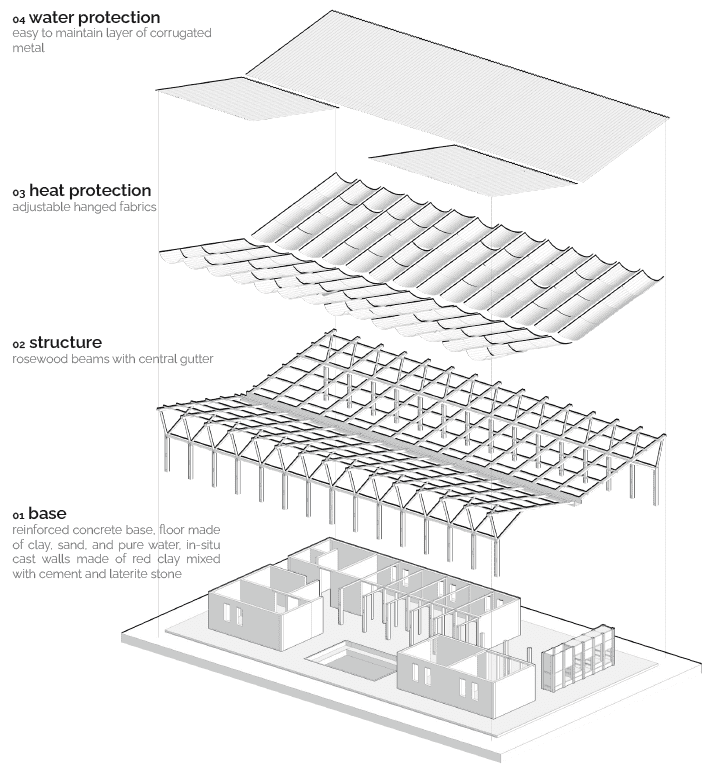 04 water protection
easy to maintain layer of corrugated
metal
03 heat protection
adjustable hanged fabrics
02 structure
rosewood beams with central gutter
01 base
reinforced concrete base, floor made
of clay, sand, and pure water, in-situ
cast walls made of red clay mixed
with cement and laterite stone